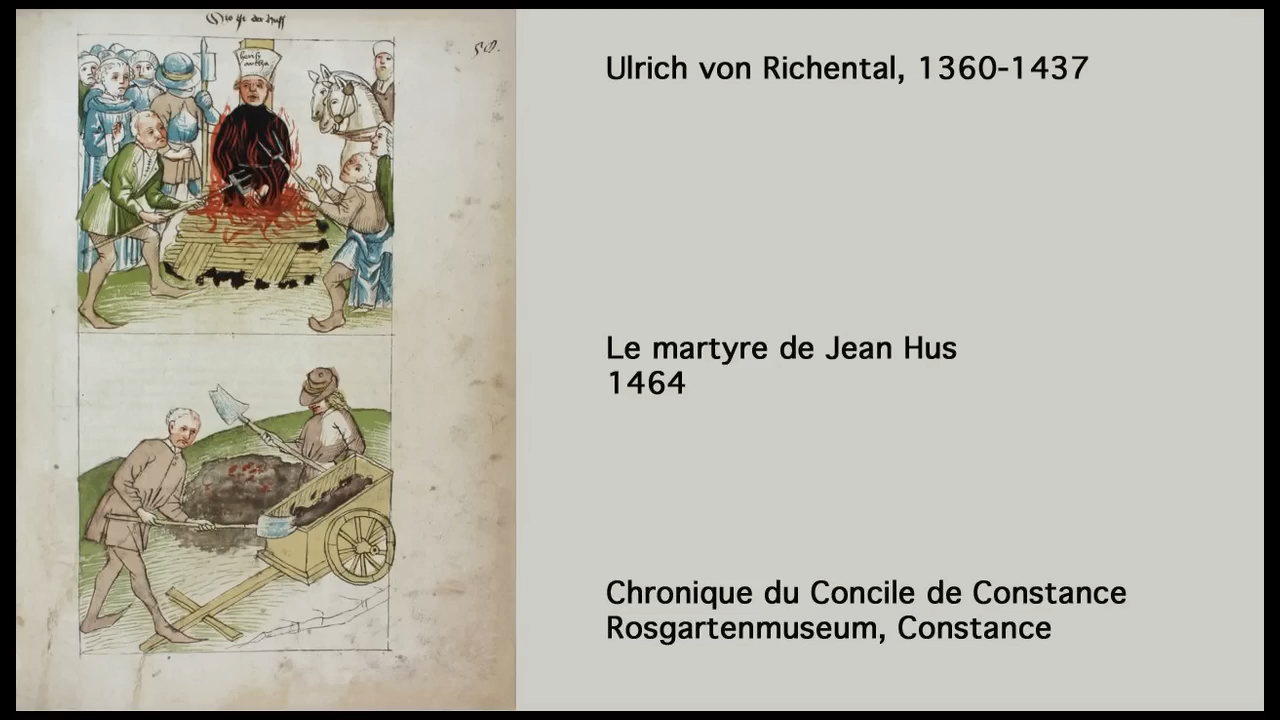 Ulrich von Richental, 1360-1437
Le martyre de Jean Hus
1464
Chronique du Concile de Constance
Rosgartenmuseum, Constance